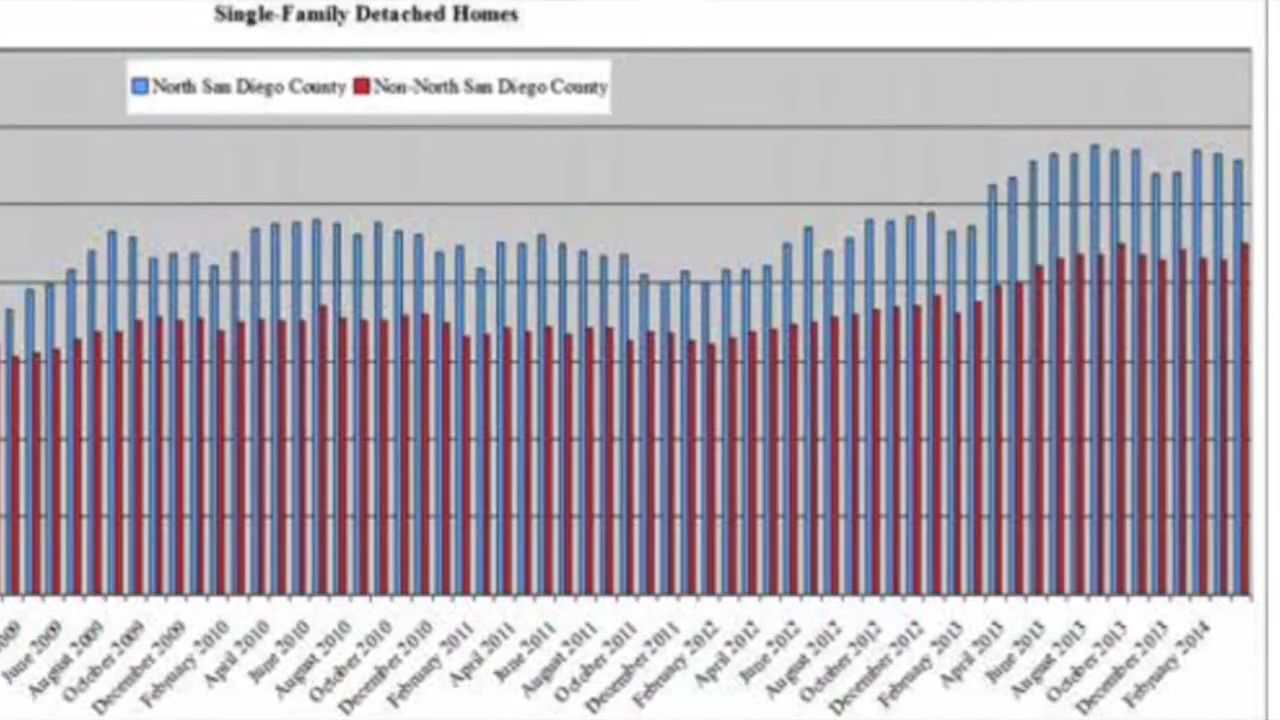 Single-Family Detached Homes
North San Diego County Non-North San Diego County
2009
June 2009
August 2009
October 2009
December 2009
February 2010
April 2010
June 2010
August 2010
October 2010
December 2010
February 2011
April 2011
June 2011
August 2011
October 2011
December 2011
February 2012
April 2012
June 2012
August 2012
October 2012
December 2012
February 2013
April 2013
June 2013
August 2013
October 2013
December 2013
February 2014